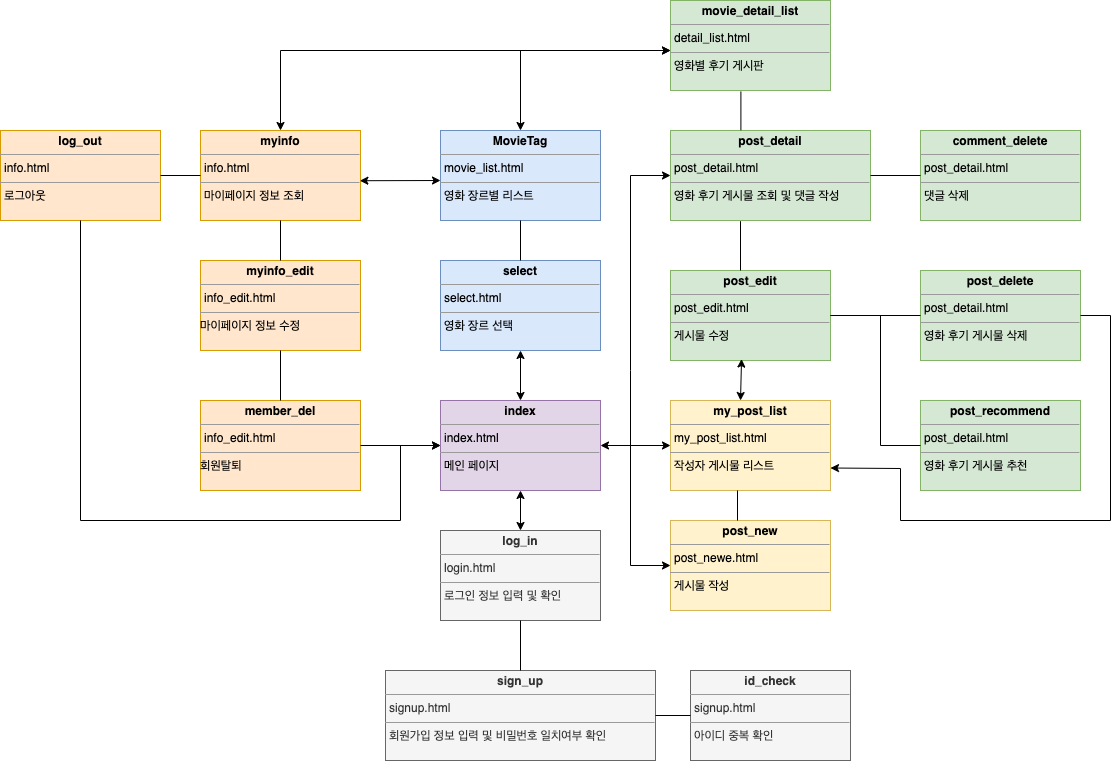 movie_detail_list
detail_list.html
영화별 후기 게시판
log_out
info.html
로그아웃
myinfo
info.html
마이페이지 정보 조회
MovieTag
movie_list.html
영화 장르별 리스트
post_detail
post_detail.html
영화 후기 게시물 조회 및 댓글 작성
comment_delete
post_detail.html
댓글 삭제
myinfo_edit
info_edit.html
마이페이지 정보 수정
select
select.html
영화 장르 선택
post_edit
post_edit.html
게시물 수정
post_delete
post_detail.html
영화 후기 게시물 삭제
member_del
info_edit.html
회원탈퇴
index
index.html
메인 페이지
my_post_list
my_post_list.html
작성자 게시물 리스트
post_recommend
post_detail.html
영화 후기 게시물 추천
log_in
login.html
로그인 정보 입력 및 확인
post_new
post_newe.html
게시물 작성
sign_up
signup.html
회원가입 정보 입력 및 비밀번호 일치여부 확인
id_check
signup.html
아이디 중복 확인